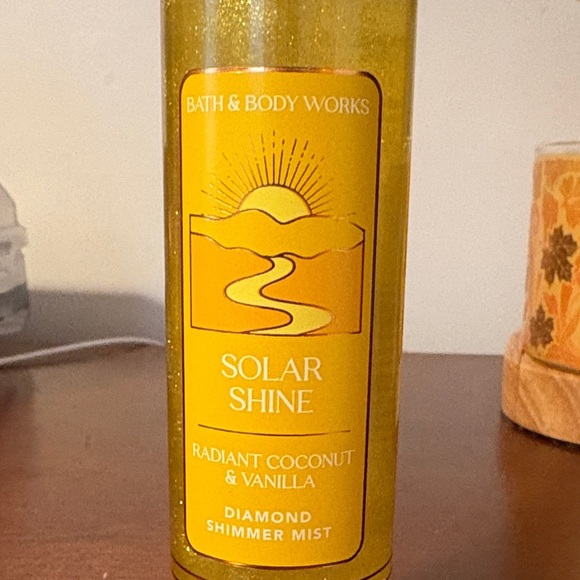 BATH & BODY WORKS
SOLAR
SHINE
RADIANT COCONUT
& VANILLA
DIAMOND
SHIMMER MIST